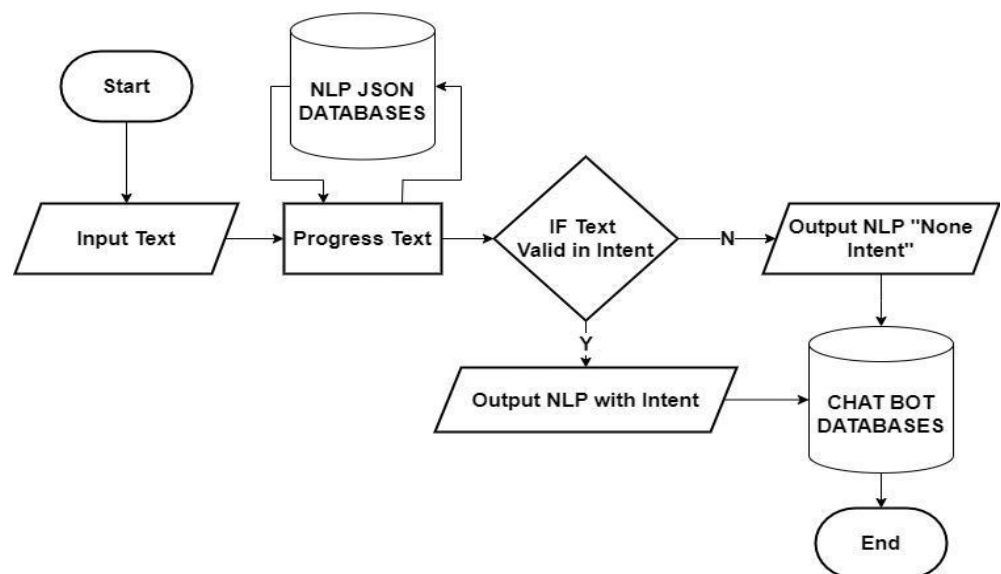 Start
NLP JSON
DATABASES
Input Text
Progress Text
IF Text
Valid in Intent
N
Output NLP "None
Intent"
Y
Output NLP with Intent
CHAT BOT
DATABASES
End